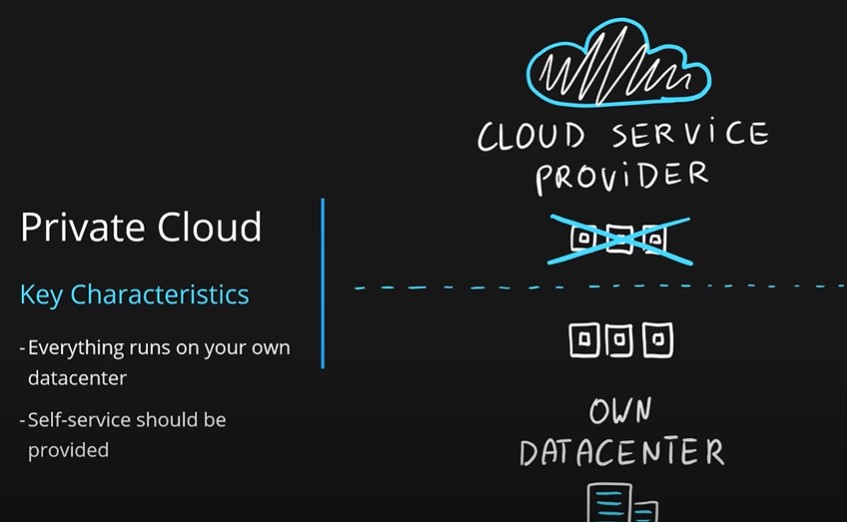 Private Cloud
Key Characteristics
-Everything runs on your own
datacenter
-Self-service should be
provided
CLOUD SERViCE
PROViDER
OWN
DATACENTER